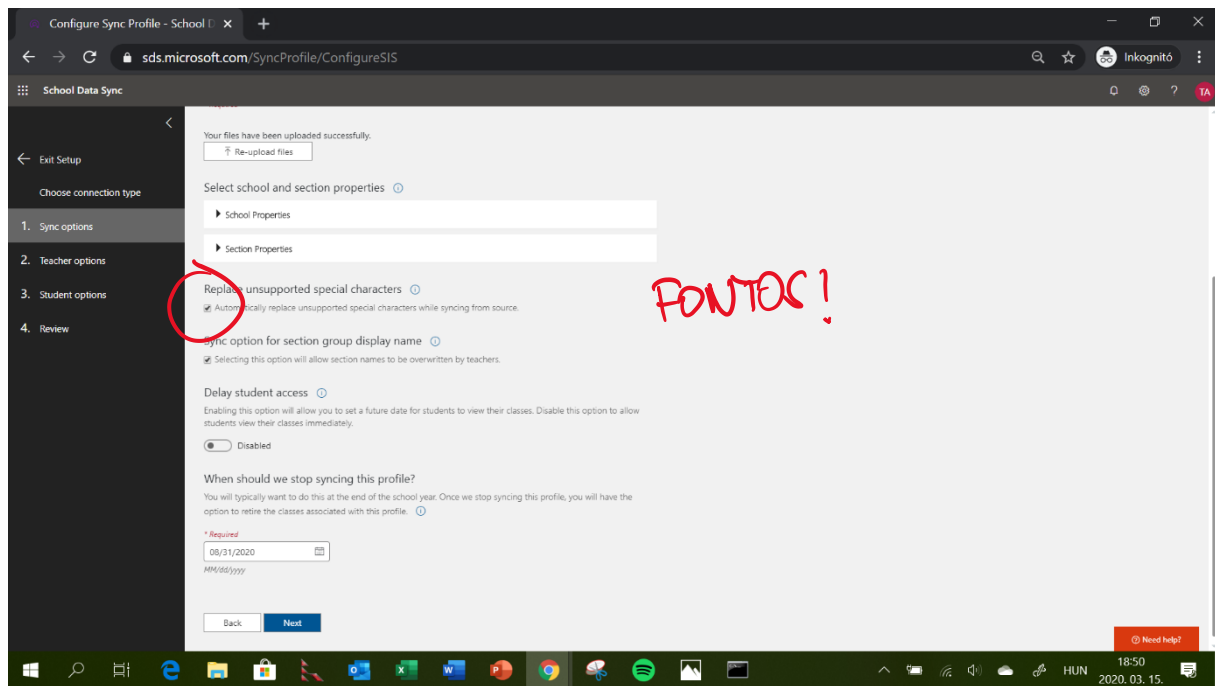 Configure Sync Profile - School D
sds.microsoft.com/SyncProfile/ConfigureSIS
Inkognitó
School Data Sync
TA
Exit Setup
Choose connection type
1. Sync options
2. Teacher options
3. Student options
4. Review
Your files have been uploaded successfully.
Re-upload files
Select school and section properties
School Properties
Section Properties
Replace unsupported special characters
Automatically replace unsupported special characters while syncing from source.
FONTOS!
Sync option for section group display name
Selecting this option will allow section names to be overwritten by teachers.
Delay student access
Enabling this option will allow you to set a future date for students to view their classes. Disable this option to allow
students view their classes immediately.
Disabled
When should we stop syncing this profile?
You will typically want to do this at the end of the school year. Once we stop syncing this profile, you will have the
option to retire the classes associated with this profile.
* Required
08/31/2020
MM/dd/yyyy
Back
Next
Need help?
HUN
18:50
2020. 03. 15.